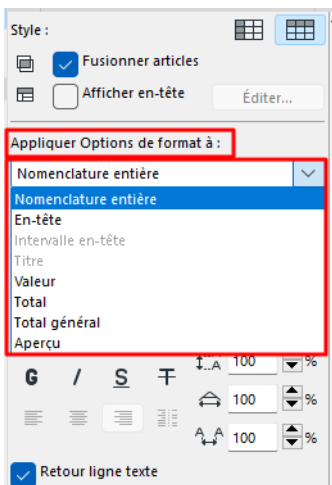 Style :
Fusionner articles
Afficher en-tête
Éditer...
Appliquer Options de format à :
Nomenclature entière
Nomenclature entière
En-tête
Intervalle en-tête
Titre
Valeur
Total
Total général
Aperçu
A 100 %
G I S T
100 %
A A 100 %
Retour ligne texte